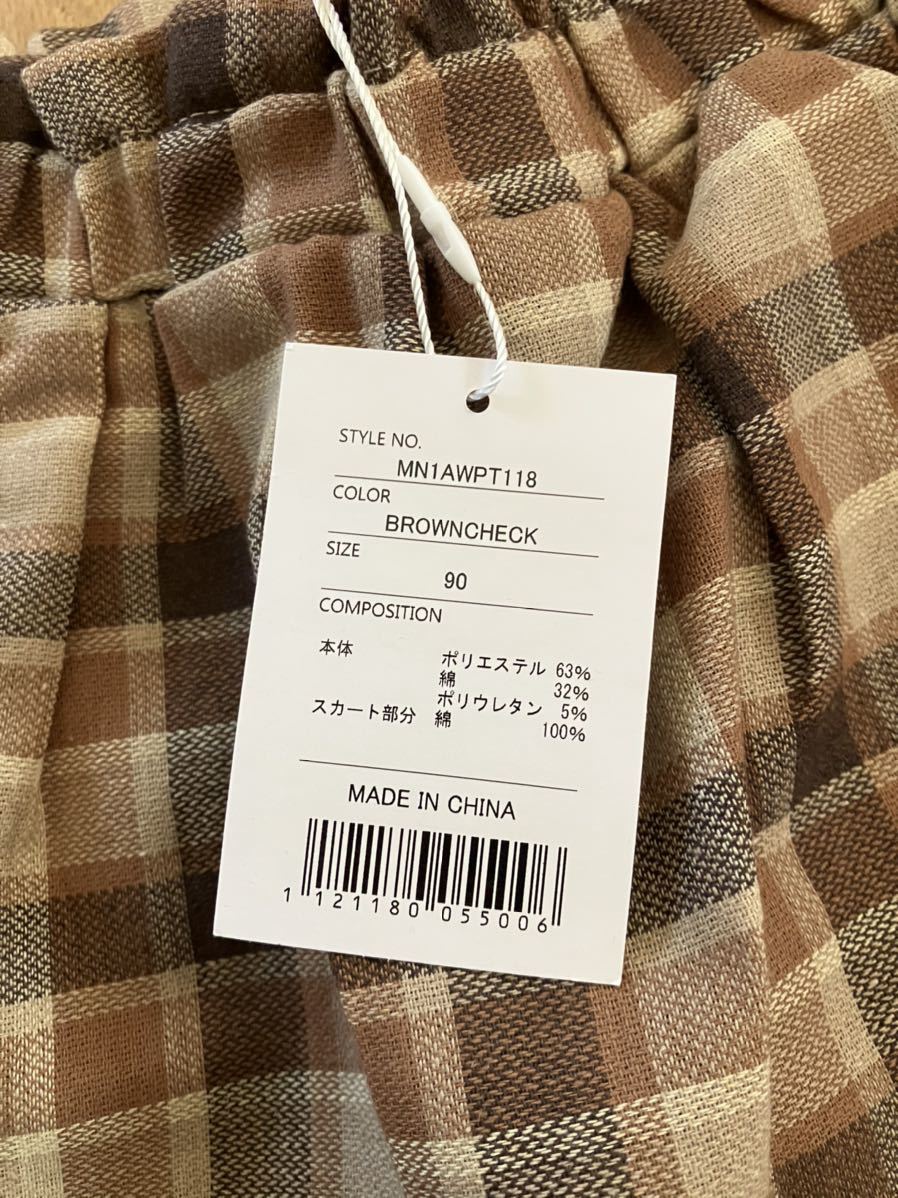 STYLE NO.
MN1AWPT118
COLOR
BROWNCHECK
SIZE
90
COMPOSITION
本体 ポリエステル 63%
綿 32%
ポリウレタン 5%
スカート部分 綿 100%
MADE IN CHINA
1 121180 055006